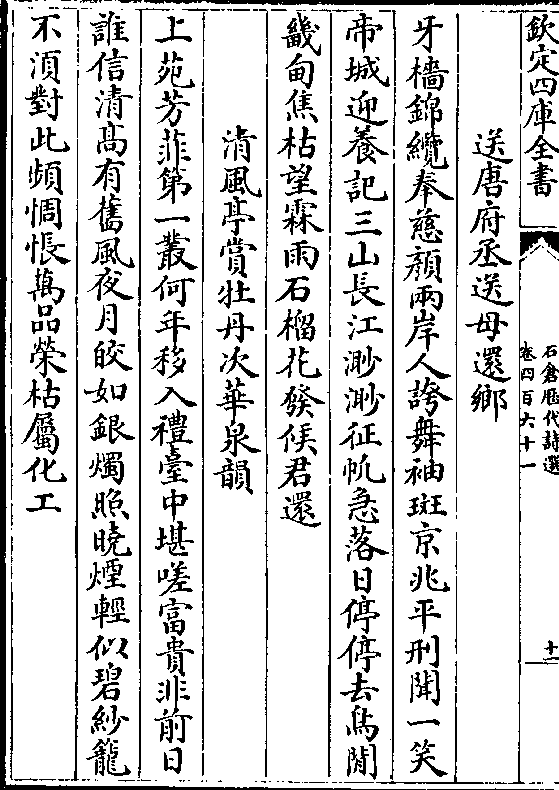 欽定四庫全書
石倉歷代詩選
卷四百六十一
十一
送唐府丞送母還鄉
牙檣錦纜奉慈顔兩岸人誇舞袖斑京兆平刑聞一笑
帝城迎養記三山長江渺渺征帆急落日停停去鳥閒
畿甸焦枯望霖雨石榴花發候君還
清風亭賞牡丹次華泉韻
上苑芳菲第一叢何年移入禮臺中堪嗟富貴非前日
誰信清髙有舊風夜月皎如銀燭照曉煙輕似碧紗籠
不須對此頻惆悵萬品榮枯屬化工